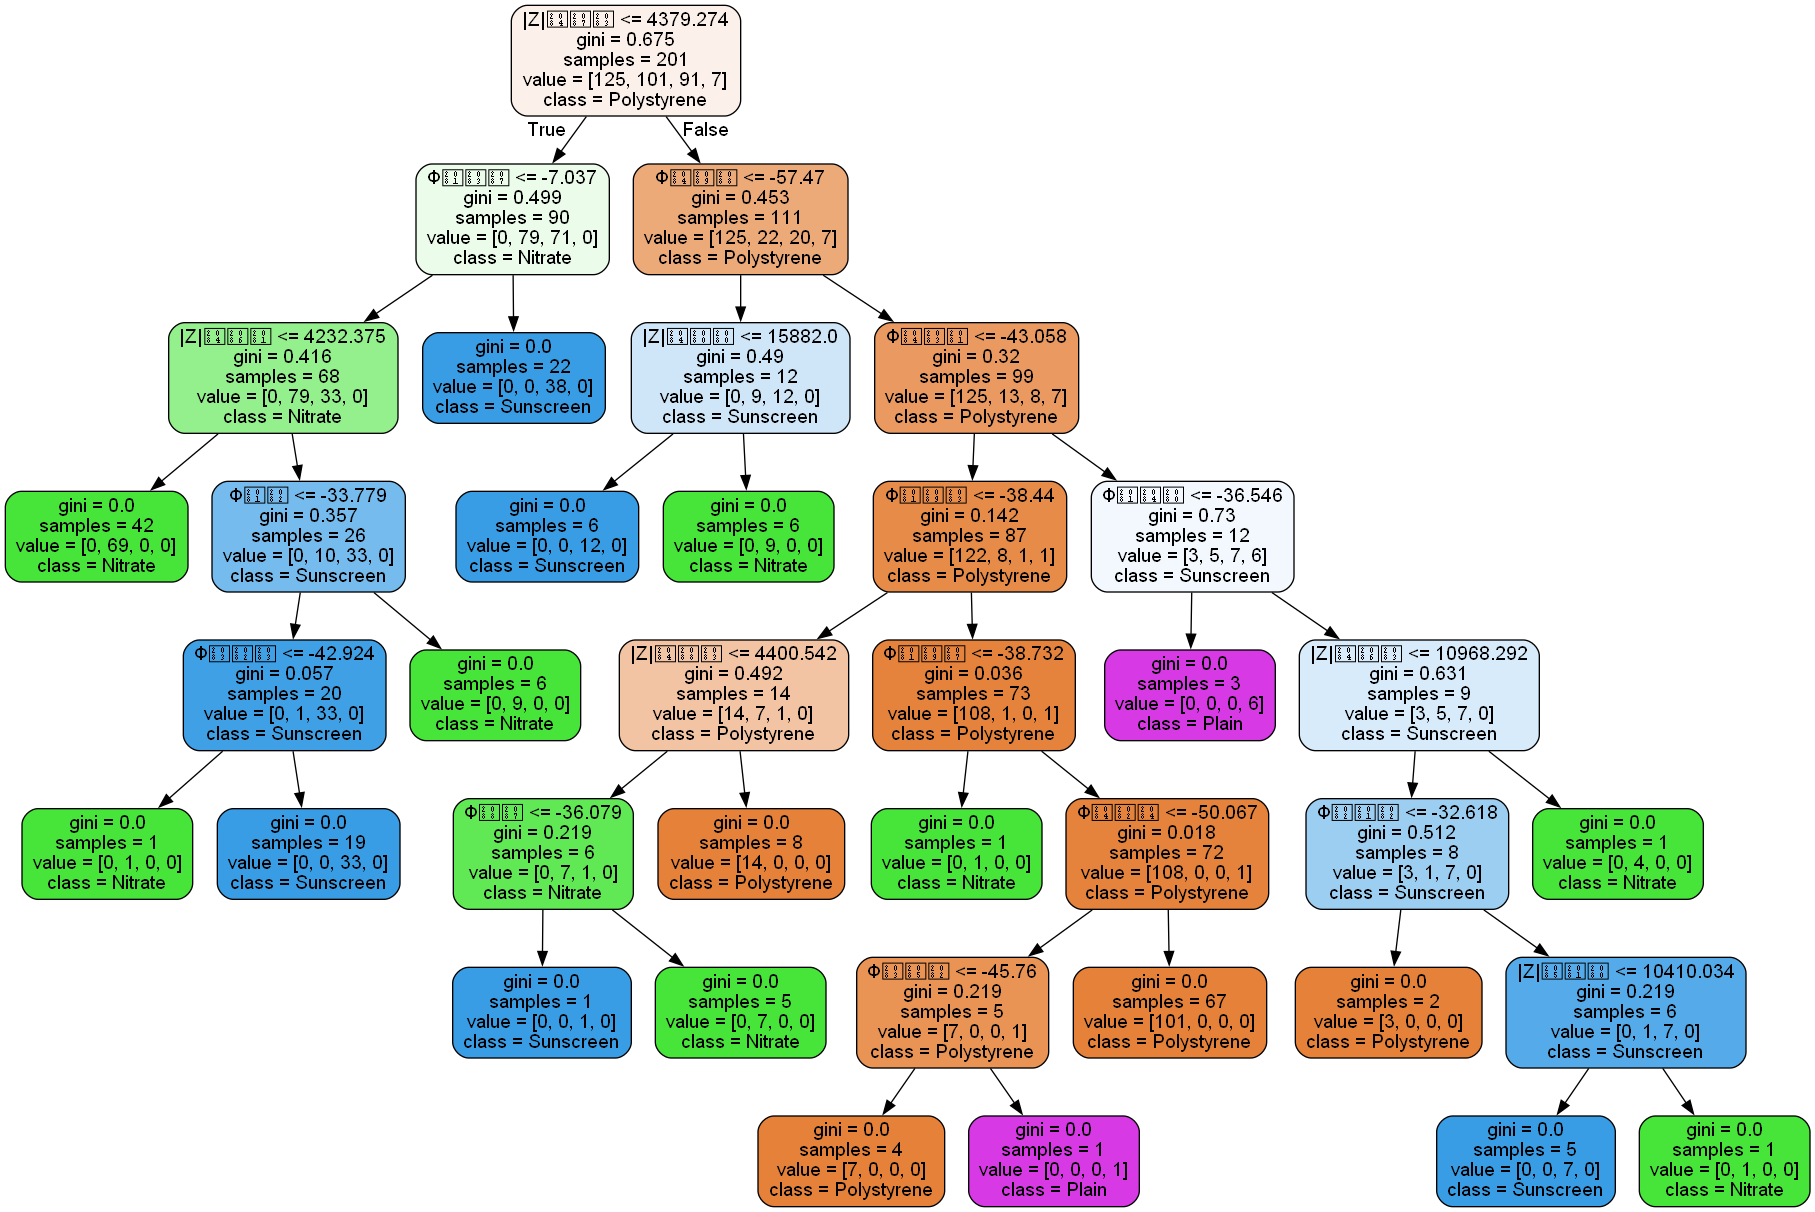 |Z| <= 4379.274
gini = 0.675
samples = 201
value = [125, 101, 91, 7]
class = Polystyrene
True
False
Φ <= -7.037
gini = 0.499
samples = 90
value = [0, 79, 71, 0]
class = Nitrate
Φ <= -57.47
gini = 0.453
samples = 111
value = [125, 22, 20, 7]
class = Polystyrene
|Z| <= 4232.375
gini = 0.416
samples = 68
value = [0, 79, 33, 0]
class = Nitrate
gini = 0.0
samples = 22
value = [0, 0, 38, 0]
class = Sunscreen
|Z| <= 15882.0
gini = 0.49
samples = 12
value = [0, 9, 12, 0]
class = Sunscreen
Φ <= -43.058
gini = 0.32
samples = 99
value = [125, 13, 8, 7]
class = Polystyrene
gini = 0.0
samples = 42
value = [0, 69, 0, 0]
class = Nitrate
Φ <= -33.779
gini = 0.357
samples = 26
value = [0, 10, 33, 0]
class = Sunscreen
gini = 0.0
samples = 6
value = [0, 0, 12, 0]
class = Sunscreen
gini = 0.0
samples = 6
value = [0, 9, 0, 0]
class = Nitrate
Φ <= -38.44
gini = 0.142
samples = 87
value = [122, 8, 1, 1]
class = Polystyrene
Φ <= -36.546
gini = 0.73
samples = 12
value = [3, 5, 7, 6]
class = Sunscreen
Φ <= -42.924
gini = 0.057
samples = 20
value = [0, 1, 33, 0]
class = Sunscreen
gini = 0.0
samples = 6
value = [0, 9, 0, 0]
class = Nitrate
|Z| <= 4400.542
gini = 0.492
samples = 14
value = [14, 7, 1, 0]
class = Polystyrene
Φ <= -38.732
gini = 0.036
samples = 73
value = [108, 1, 0, 1]
class = Polystyrene
gini = 0.0
samples = 3
value = [0, 0, 0, 6]
class = Plain
|Z| <= 10968.292
gini = 0.631
samples = 9
value = [3, 5, 7, 0]
class = Sunscreen
gini = 0.0
samples = 1
value = [0, 1, 0, 0]
class = Nitrate
gini = 0.0
samples = 19
value = [0, 0, 33, 0]
class = Sunscreen
Φ <= -36.079
gini = 0.219
samples = 6
value = [0, 7, 1, 0]
class = Nitrate
gini = 0.0
samples = 8
value = [14, 0, 0, 0]
class = Polystyrene
gini = 0.0
samples = 1
value = [0, 1, 0, 0]
class = Nitrate
Φ <= -50.067
gini = 0.018
samples = 72
value = [108, 0, 0, 1]
class = Polystyrene
Φ <= -32.618
gini = 0.512
samples = 8
value = [3, 1, 7, 0]
class = Sunscreen
gini = 0.0
samples = 1
value = [0, 4, 0, 0]
class = Nitrate
gini = 0.0
samples = 1
value = [0, 0, 1, 0]
class = Sunscreen
gini = 0.0
samples = 5
value = [0, 7, 0, 0]
class = Nitrate
Φ <= -45.76
gini = 0.219
samples = 5
value = [7, 0, 0, 1]
class = Polystyrene
gini = 0.0
samples = 67
value = [101, 0, 0, 0]
class = Polystyrene
gini = 0.0
samples = 2
value = [3, 0, 0, 0]
class = Polystyrene
|Z| <= 10410.034
gini = 0.219
samples = 6
value = [0, 1, 7, 0]
class = Sunscreen
gini = 0.0
samples = 4
value = [7, 0, 0, 0]
class = Polystyrene
gini = 0.0
samples = 1
value = [0, 0, 0, 1]
class = Plain
gini = 0.0
samples = 5
value = [0, 0, 7, 0]
class = Sunscreen
gini = 0.0
samples = 1
value = [0, 1, 0, 0]
class = Nitrate